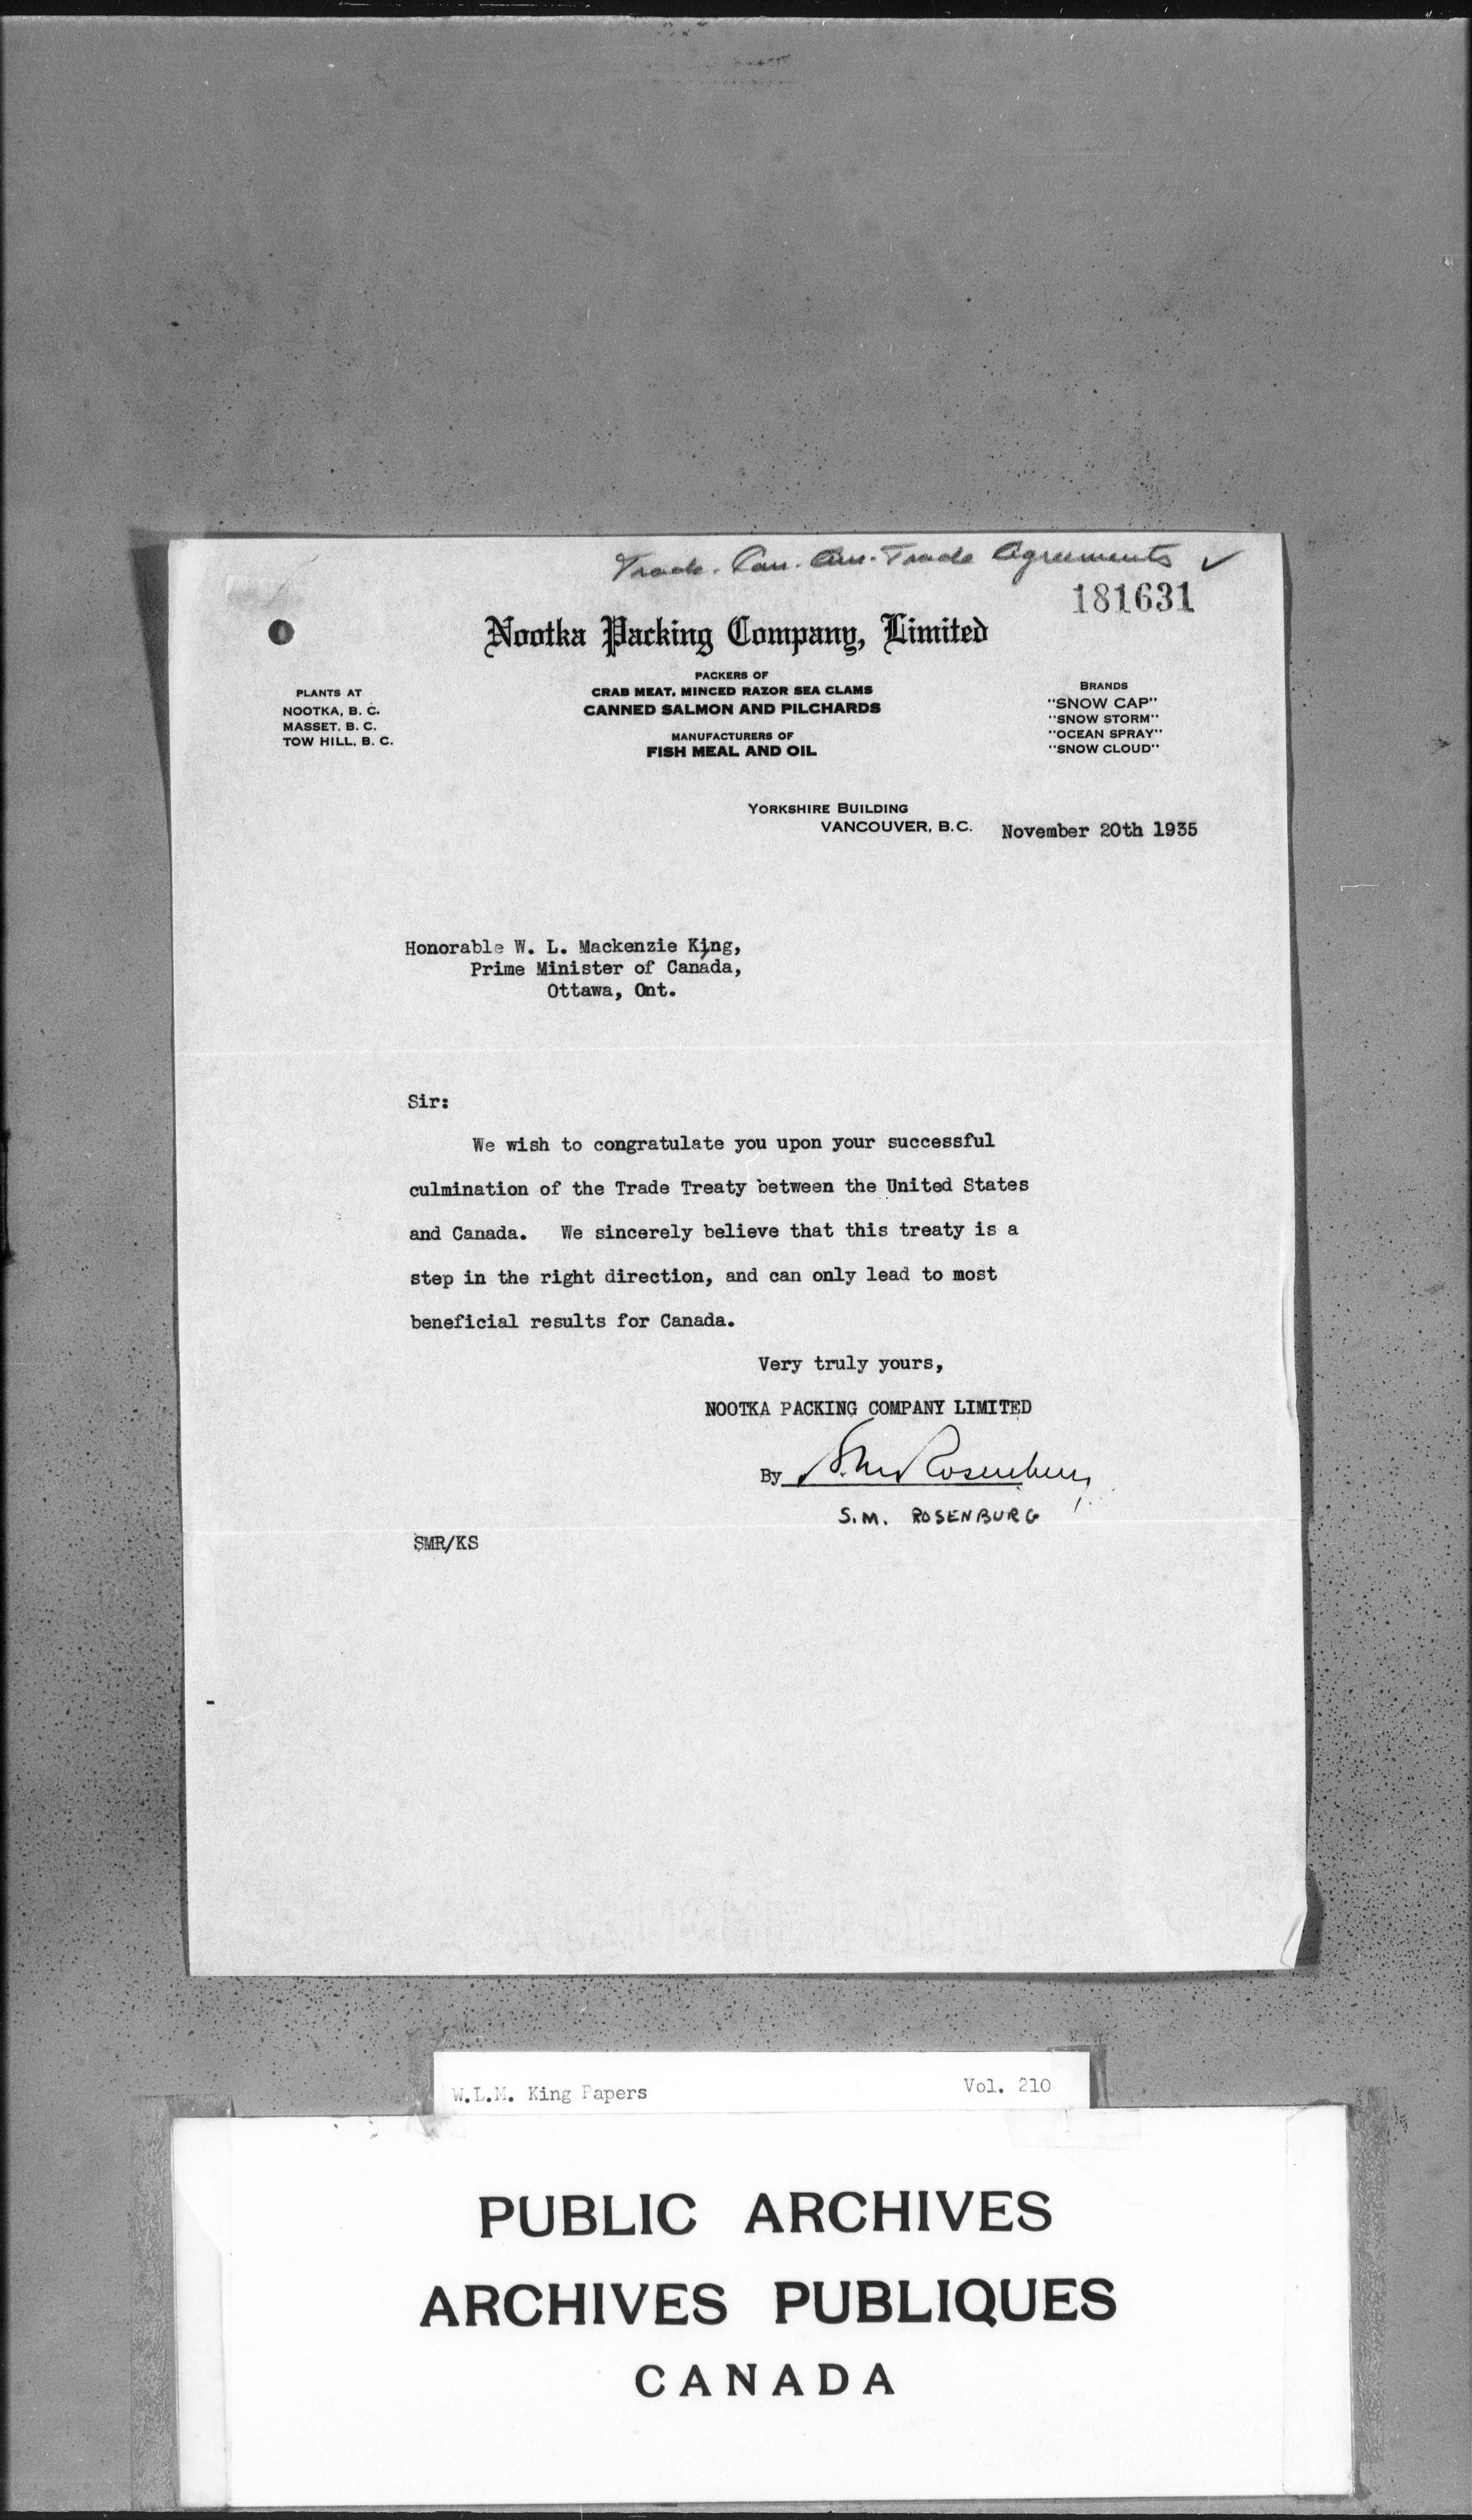 Trade. Can. Am. Trade Agreements ✓
181631
Nootka Packing Company, Limited
PACKERS OF
CRAB MEAT, MINCED RAZOR SEA CLAMS
CANNED SALMON AND PILCHARDS
MANUFACTURERS OF
FISH MEAL AND OIL
PLANTS AT
NOOTKA, B. C.
MASSET, B. C.
TOW HILL, B. C.
BRANDS
"SNOW CAP"
"SNOW STORM"
"OCEAN SPRAY"
"SNOW CLOUD"
YORKSHIRE BUILDING
VANCOUVER, B.C. November 20th 1935
Honorable W. L. Mackenzie King,
Prime Minister of Canada,
Ottawa, Ont.
Sir:
We wish to congratulate you upon your successful
culmination of the Trade Treaty between the United States
and Canada. We sincerely believe that this treaty is a
step in the right direction, and can only lead to most
beneficial results for Canada.
Very truly yours,
NOOTKA PACKING COMPANY LIMITED
By S.M. Rosenburg
S.M. ROSENBURG
SMR/KS
W.L.M. King Papers Vol. 210
PUBLIC ARCHIVES
ARCHIVES PUBLIQUES
CANADA